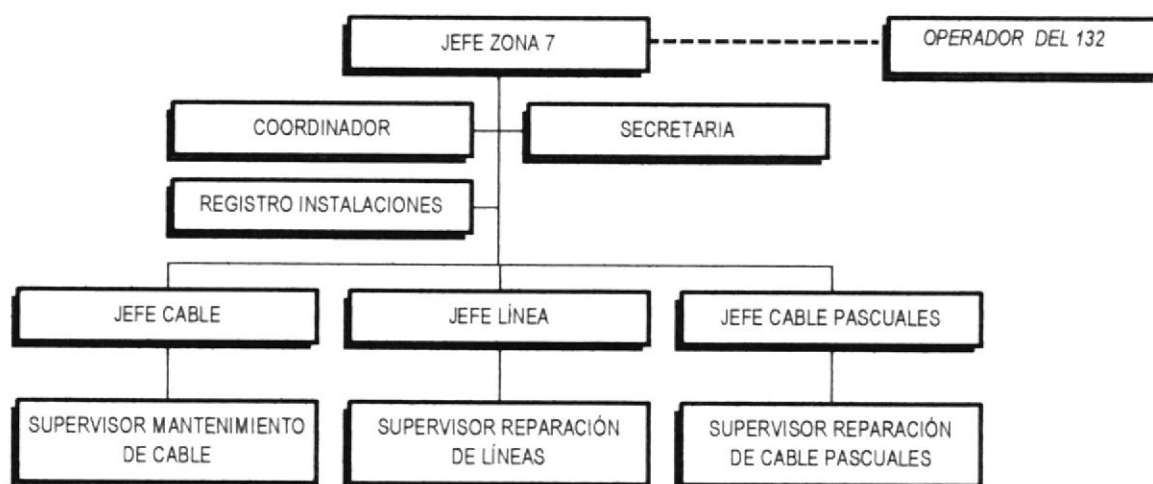 JEFE ZONA 7
OPERADOR DEL 132
COORDINADOR
SECRETARIA
REGISTRO INSTALACIONES
JEFE CABLE
JEFE LÍNEA
JEFE CABLE PASCUALES
SUPERVISOR MANTENIMIENTO
DE CABLE
SUPERVISOR REPARACIÓN
DE LÍNEAS
SUPERVISOR REPARACIÓN
DE CABLE PASCUALES